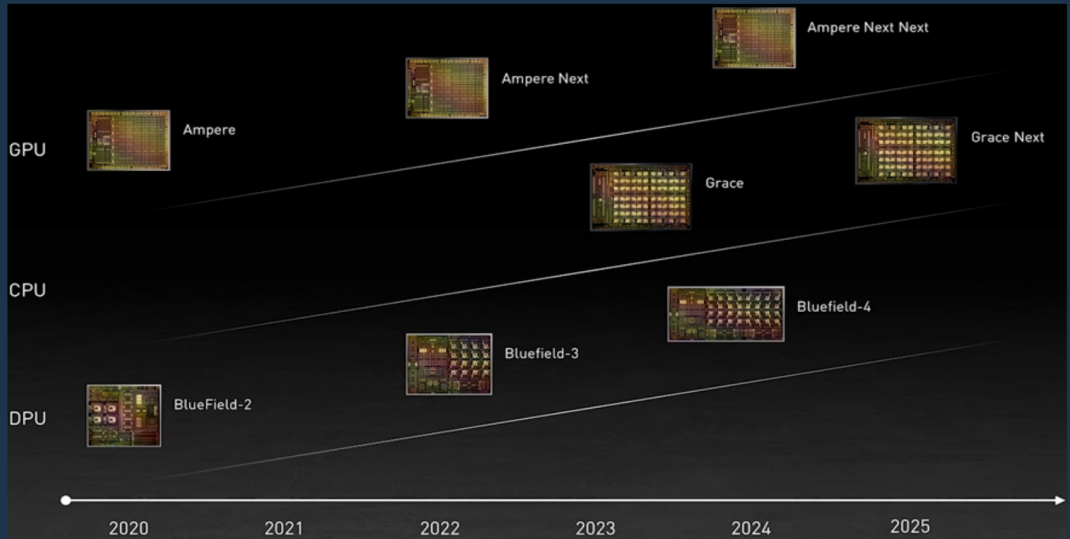 Ampere Next Next
Ampere Next
Ampere
GPU
Grace Next
Grace
CPU
Bluefield-4
Bluefield-3
BlueField-2
DPU
2020 2021 2022 2023 2024 2025